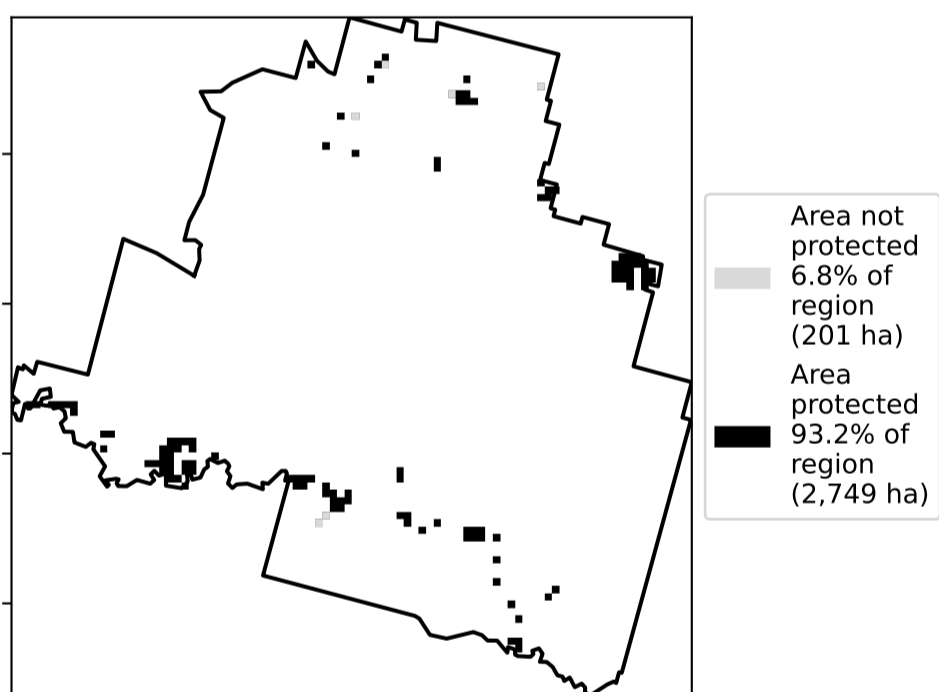 Area not
protected
6.8% of
region
(201 ha)
Area
protected
93.2% of
region
(2,749 ha)